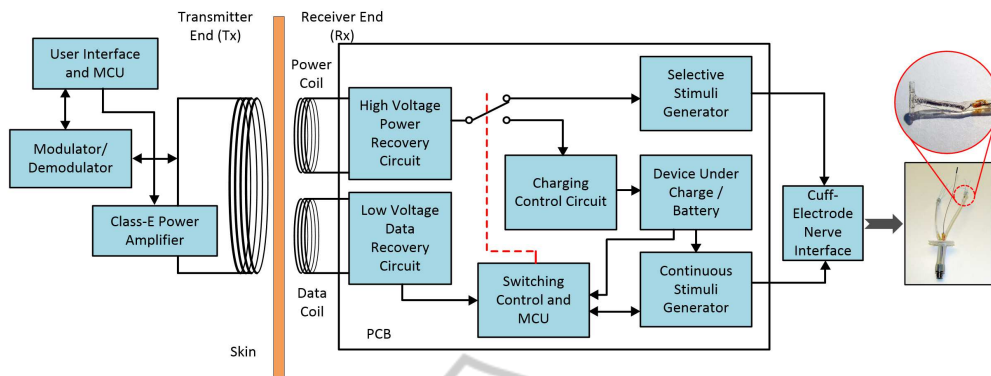 Transmitter
End (Tx)
Receiver End
(Rx)
User Interface
and MCU
Modulator/
Demodulator
Class-E Power
Amplifier
Skin
Power
Coil
Data
Coil
High Voltage
Power
Recovery
Circuit
Low Voltage
Data
Recovery
Circuit
PCB
Selective
Stimuli
Generator
Charging
Control Circuit
Device Under
Charge /
Battery
Switching
Control and
MCU
Continuous
Stimuli
Generator
Cuff-
Electrode
Nerve
Interface